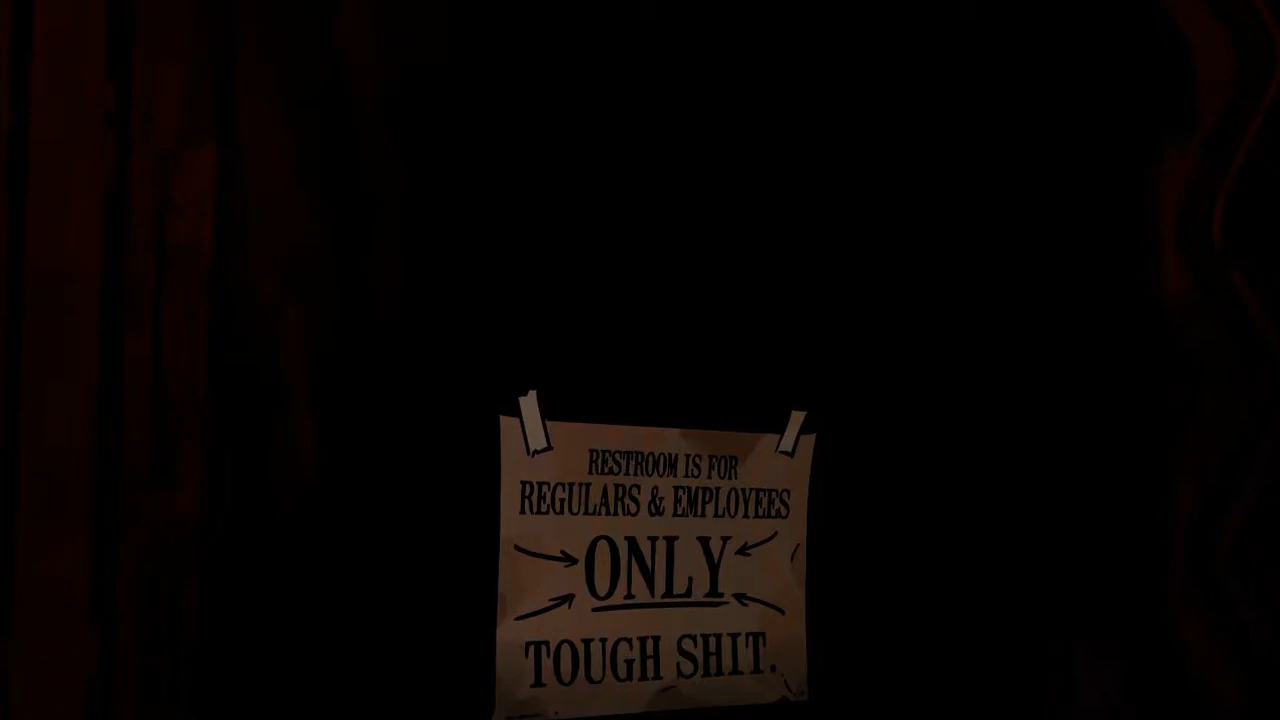 RESTROOM IS FOR
REGULARS & EMPLOYEES
ONLY
TOUGH SHIT.